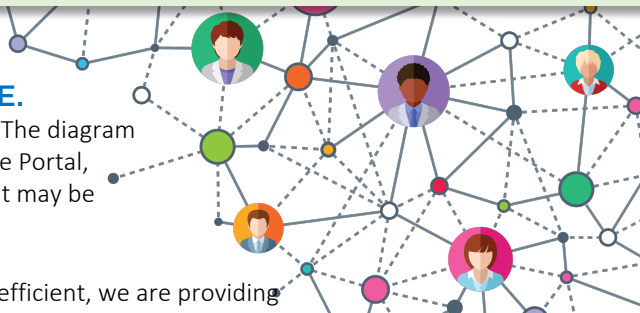 E.
The diagram
e Portal,
t may be
efficient, we are providing